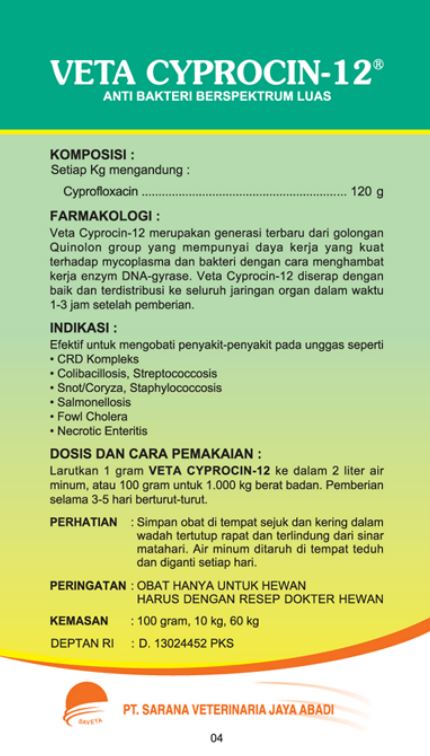 VETA CYPROCIN-12®
ANTI BAKTERI BERSPEKTRUM LUAS
KOMPOSISI :
Setiap Kg mengandung :
Cyprofloxacin ............................................................. 120 g
FARMAKOLOGI :
Veta Cyprocin-12 merupakan generasi terbaru dari golongan
Quinolon group yang mempunyai daya kerja yang kuat
terhadap mycoplasma dan bakteri dengan cara menghambat
kerja enzym DNA-gyrase. Veta Cyprocin-12 diserap dengan
baik dan terdistribusi ke seluruh jaringan organ dalam waktu
1-3 jam setelah pemberian.
INDIKASI :
Efektif untuk mengobati penyakit-penyakit pada unggas seperti
• CRD Kompleks
• Colibacillosis, Streptococcosis
• Snot/Coryza, Staphylococcosis
• Salmonellosis
• Fowl Cholera
• Necrotic Enteritis
DOSIS DAN CARA PEMAKAIAN :
Larutkan 1 gram VETA CYPROCIN-12 ke dalam 2 liter air
minum, atau 100 gram untuk 1.000 kg berat badan. Pemberian
selama 3-5 hari berturut-turut.
PERHATIAN : Simpan obat di tempat sejuk dan kering dalam
wadah tertutup rapat dan terlindung dari sinar
matahari. Air minum ditaruh di tempat teduh
dan diganti setiap hari.
PERINGATAN : OBAT HANYA UNTUK HEWAN
HARUS DENGAN RESEP DOKTER HEWAN
KEMASAN : 100 gram, 10 kg, 60 kg
DEPTAN RI : D. 13024452 PKS
SAVETA
PT. SARANA VETERINARIA JAYA ABADI
04